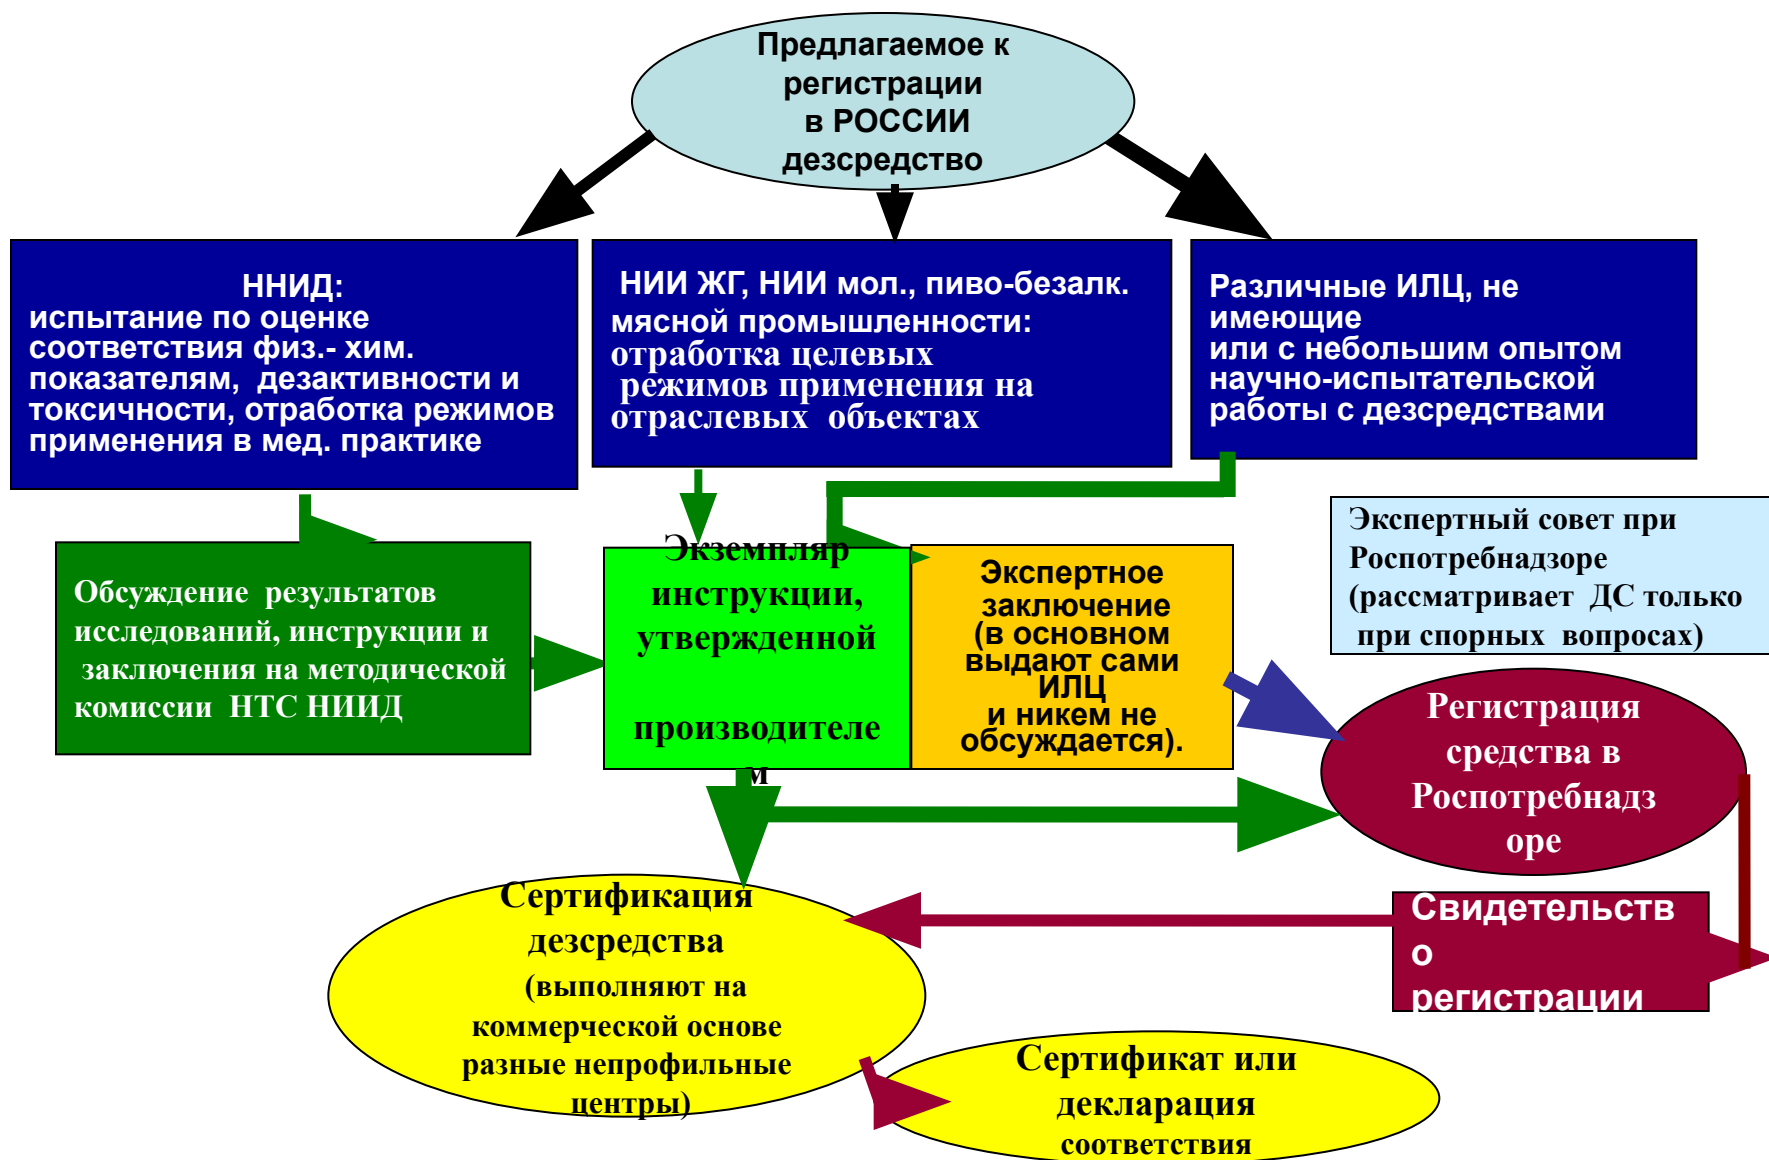 Предлагаемое к
регистрации
в РОССИИ
дезсредство
ННИД:
испытание по оценке
соответствия физ.- хим.
показателям, дезактивности и
токсичности, отработка режимов
применения в мед. практике
НИИ ЖГ, НИИ мол., пиво-безалк.
мясной промышленности:
отработка целевых
режимов применения на
отраслевых объектах
Различные ИЛЦ, не
имеющие
или с небольшим опытом
научно-испытательской
работы с дезсредствами
Обсуждение результатов
исследований, инструкции и
заключения на методической
комиссии НТС НИИД
Экземпляр
инструкции,
утвержденной
производителе
м
Экспертное
заключение
(в основном
выдают сами
ИЛЦ
и никем не
обсуждается).
Экспертный совет при
Роспотребнадзоре
(рассматривает ДС только
при спорных вопросах)
Регистрация
средства в
Роспотребнадз
оре
Свидетельств
о
регистрации
Сертификация
дезсредства
(выполняют на
коммерческой основе
разные непрофильные
центры)
Сертификат или
декларация
соответствия